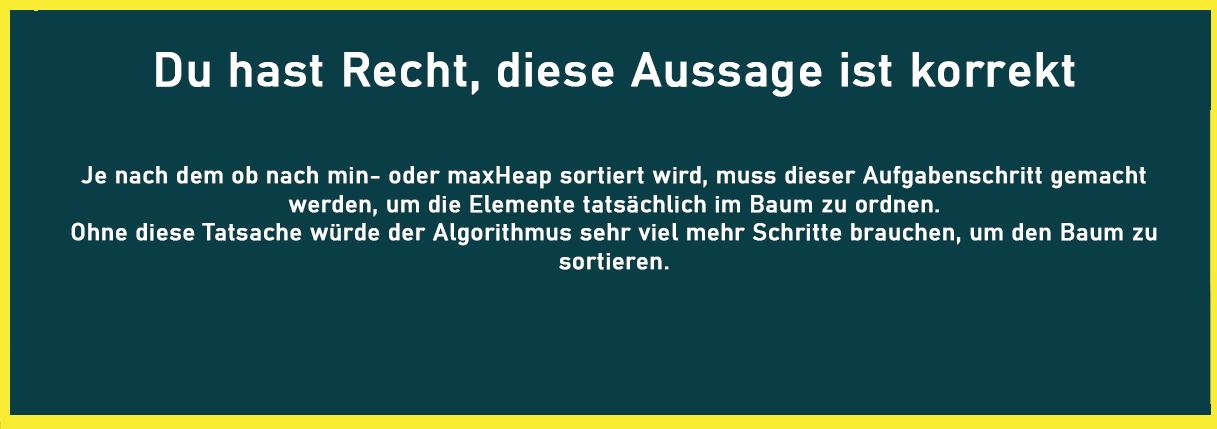 Du hast Recht, diese Aussage ist korrekt
Je nach dem ob nach min- oder maxHeap sortiert wird, muss dieser Aufgabenschritt gemacht
werden, um die Elemente tatsächlich im Baum zu ordnen.
Ohne diese Tatsache würde der Algorithmus sehr viel mehr Schritte brauchen, um den Baum zu
sortieren.